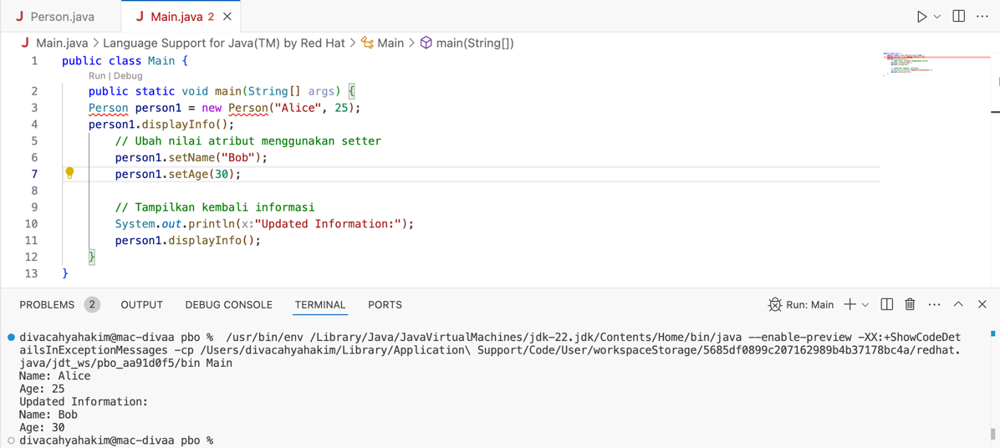 Person.java
Main.java 2
Main.java > Language Support for Java(TM) by Red Hat > Main > main(String[])
1 public class Main {
Run | Debug
2 public static void main(String[] args) {
3 Person person1 = new Person("Alice", 25);
4 person1.displayInfo();
5 // Ubah nilai atribut menggunakan setter
6 person1.setName("Bob");
7 person1.setAge(30);
8
9 // Tampilkan kembali informasi
10 System.out.println(x:"Updated Information:");
11 person1.displayInfo();
12 }
13 }
PROBLEMS 2 OUTPUT DEBUG CONSOLE TERMINAL PORTS Run: Main
divacahyahakim@mac-divaa pbo % /usr/bin/env /Library/Java/JavaVirtualMachines/jdk-22.jdk/Contents/Home/bin/java --enable-preview -XX:+ShowCodeDet
ailsInExceptionMessages -cp /Users/divacahyahakim/Library/Application\ Support/Code/User/workspaceStorage/5685df0899c207162989b4b37178bc4a/redhat.
java/jdt_ws/pbo_aa91d0f5/bin Main
Name: Alice
Age: 25
Updated Information:
Name: Bob
Age: 30
divacahyahakim@mac-divaa pbo %